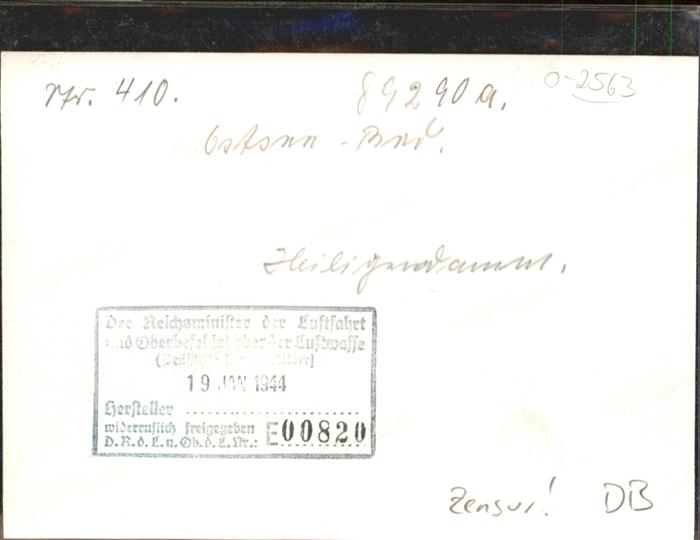 Nr. 410. 89290a. 0-2563
Ostsee-Bad.
Heiligendamm.
Der Reichsminister der Luftfahrt
und Oberbefehlshaber der Luftwaffe
19 JAN 1944
Hersteller
widerruflich freigegeben
D.R.d.L.u.Ob.d.L.Nr.: E00820
Zensur! DB